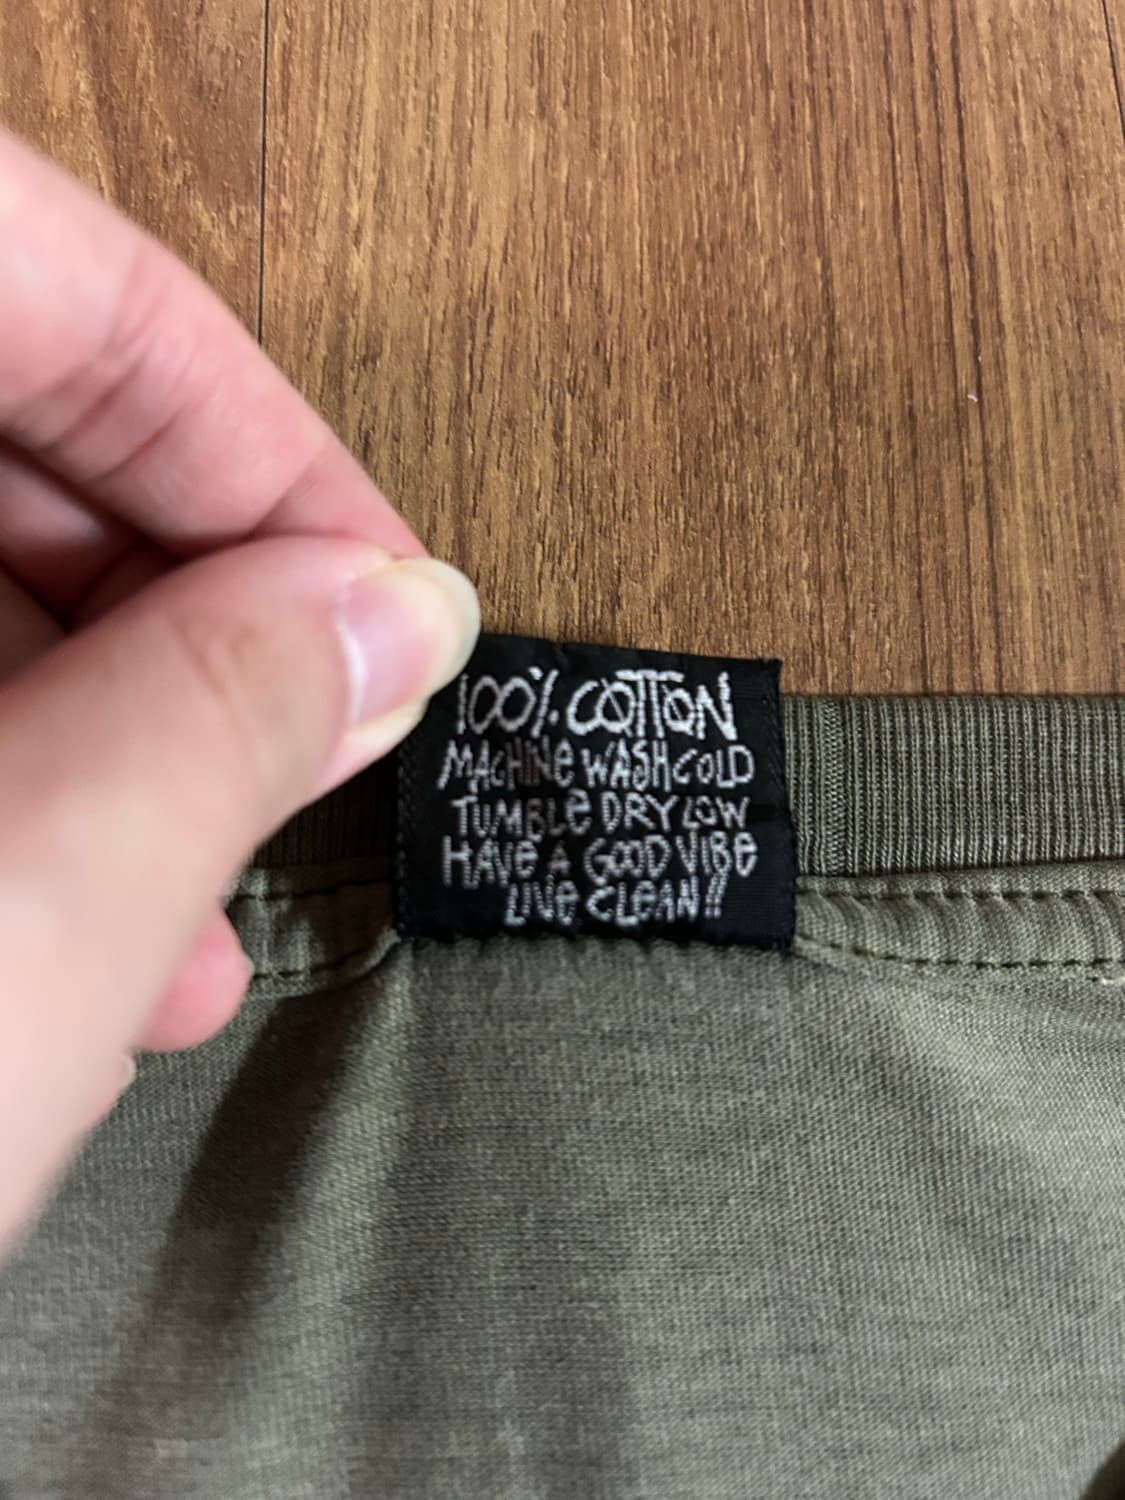 100% COTTON
MACHINE WASH COLD
TUMBLE DRY LOW
HAVE A GOOD VIBE
LIVE CLEAN!!